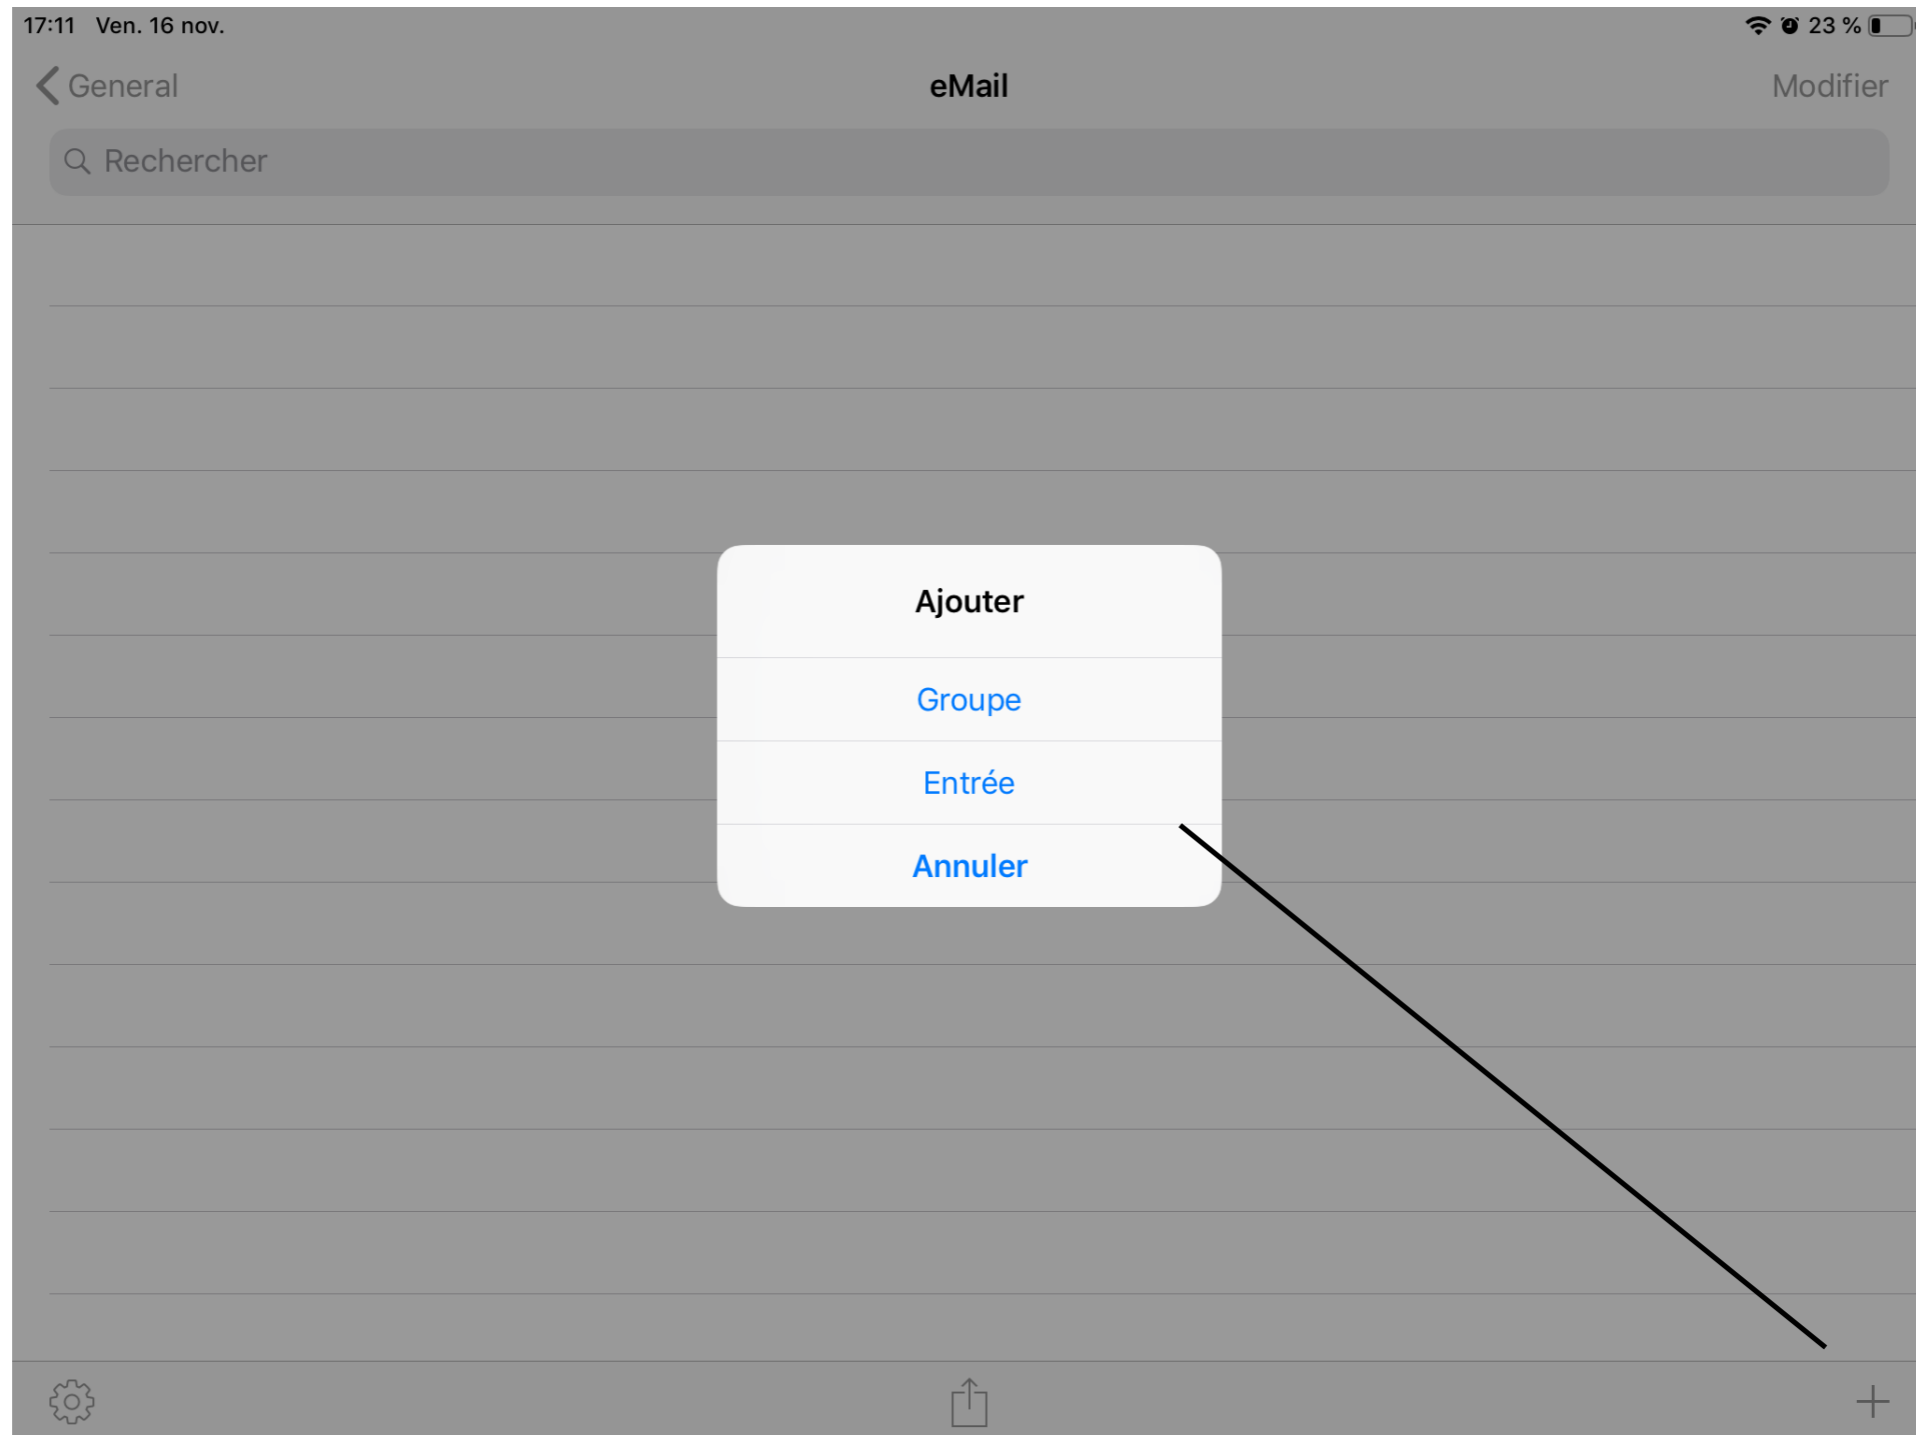 17:11 Ven. 16 nov. 23 %
General eMail Modifier
Rechercher
Ajouter
Groupe
Entrée
Annuler